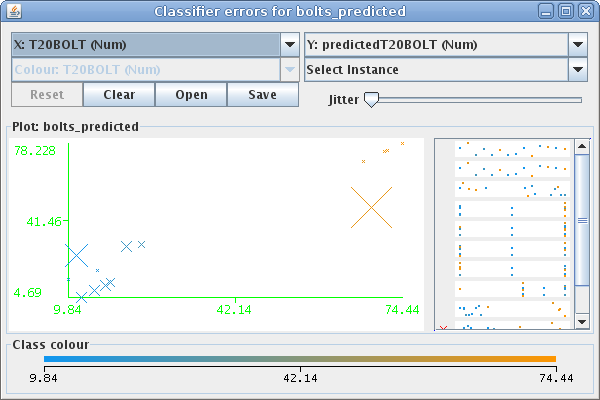 Classifier errors for bolts_predicted
X: T20BOLT (Num) Y: predictedT20BOLT (Num)
Colour: T20BOLT (Num) Select Instance
Reset Clear Open Save Jitter
Plot: bolts_predicted
78.228
41.46
4.69
9.84 42.14 74.44
Class colour
9.84 42.14 74.44